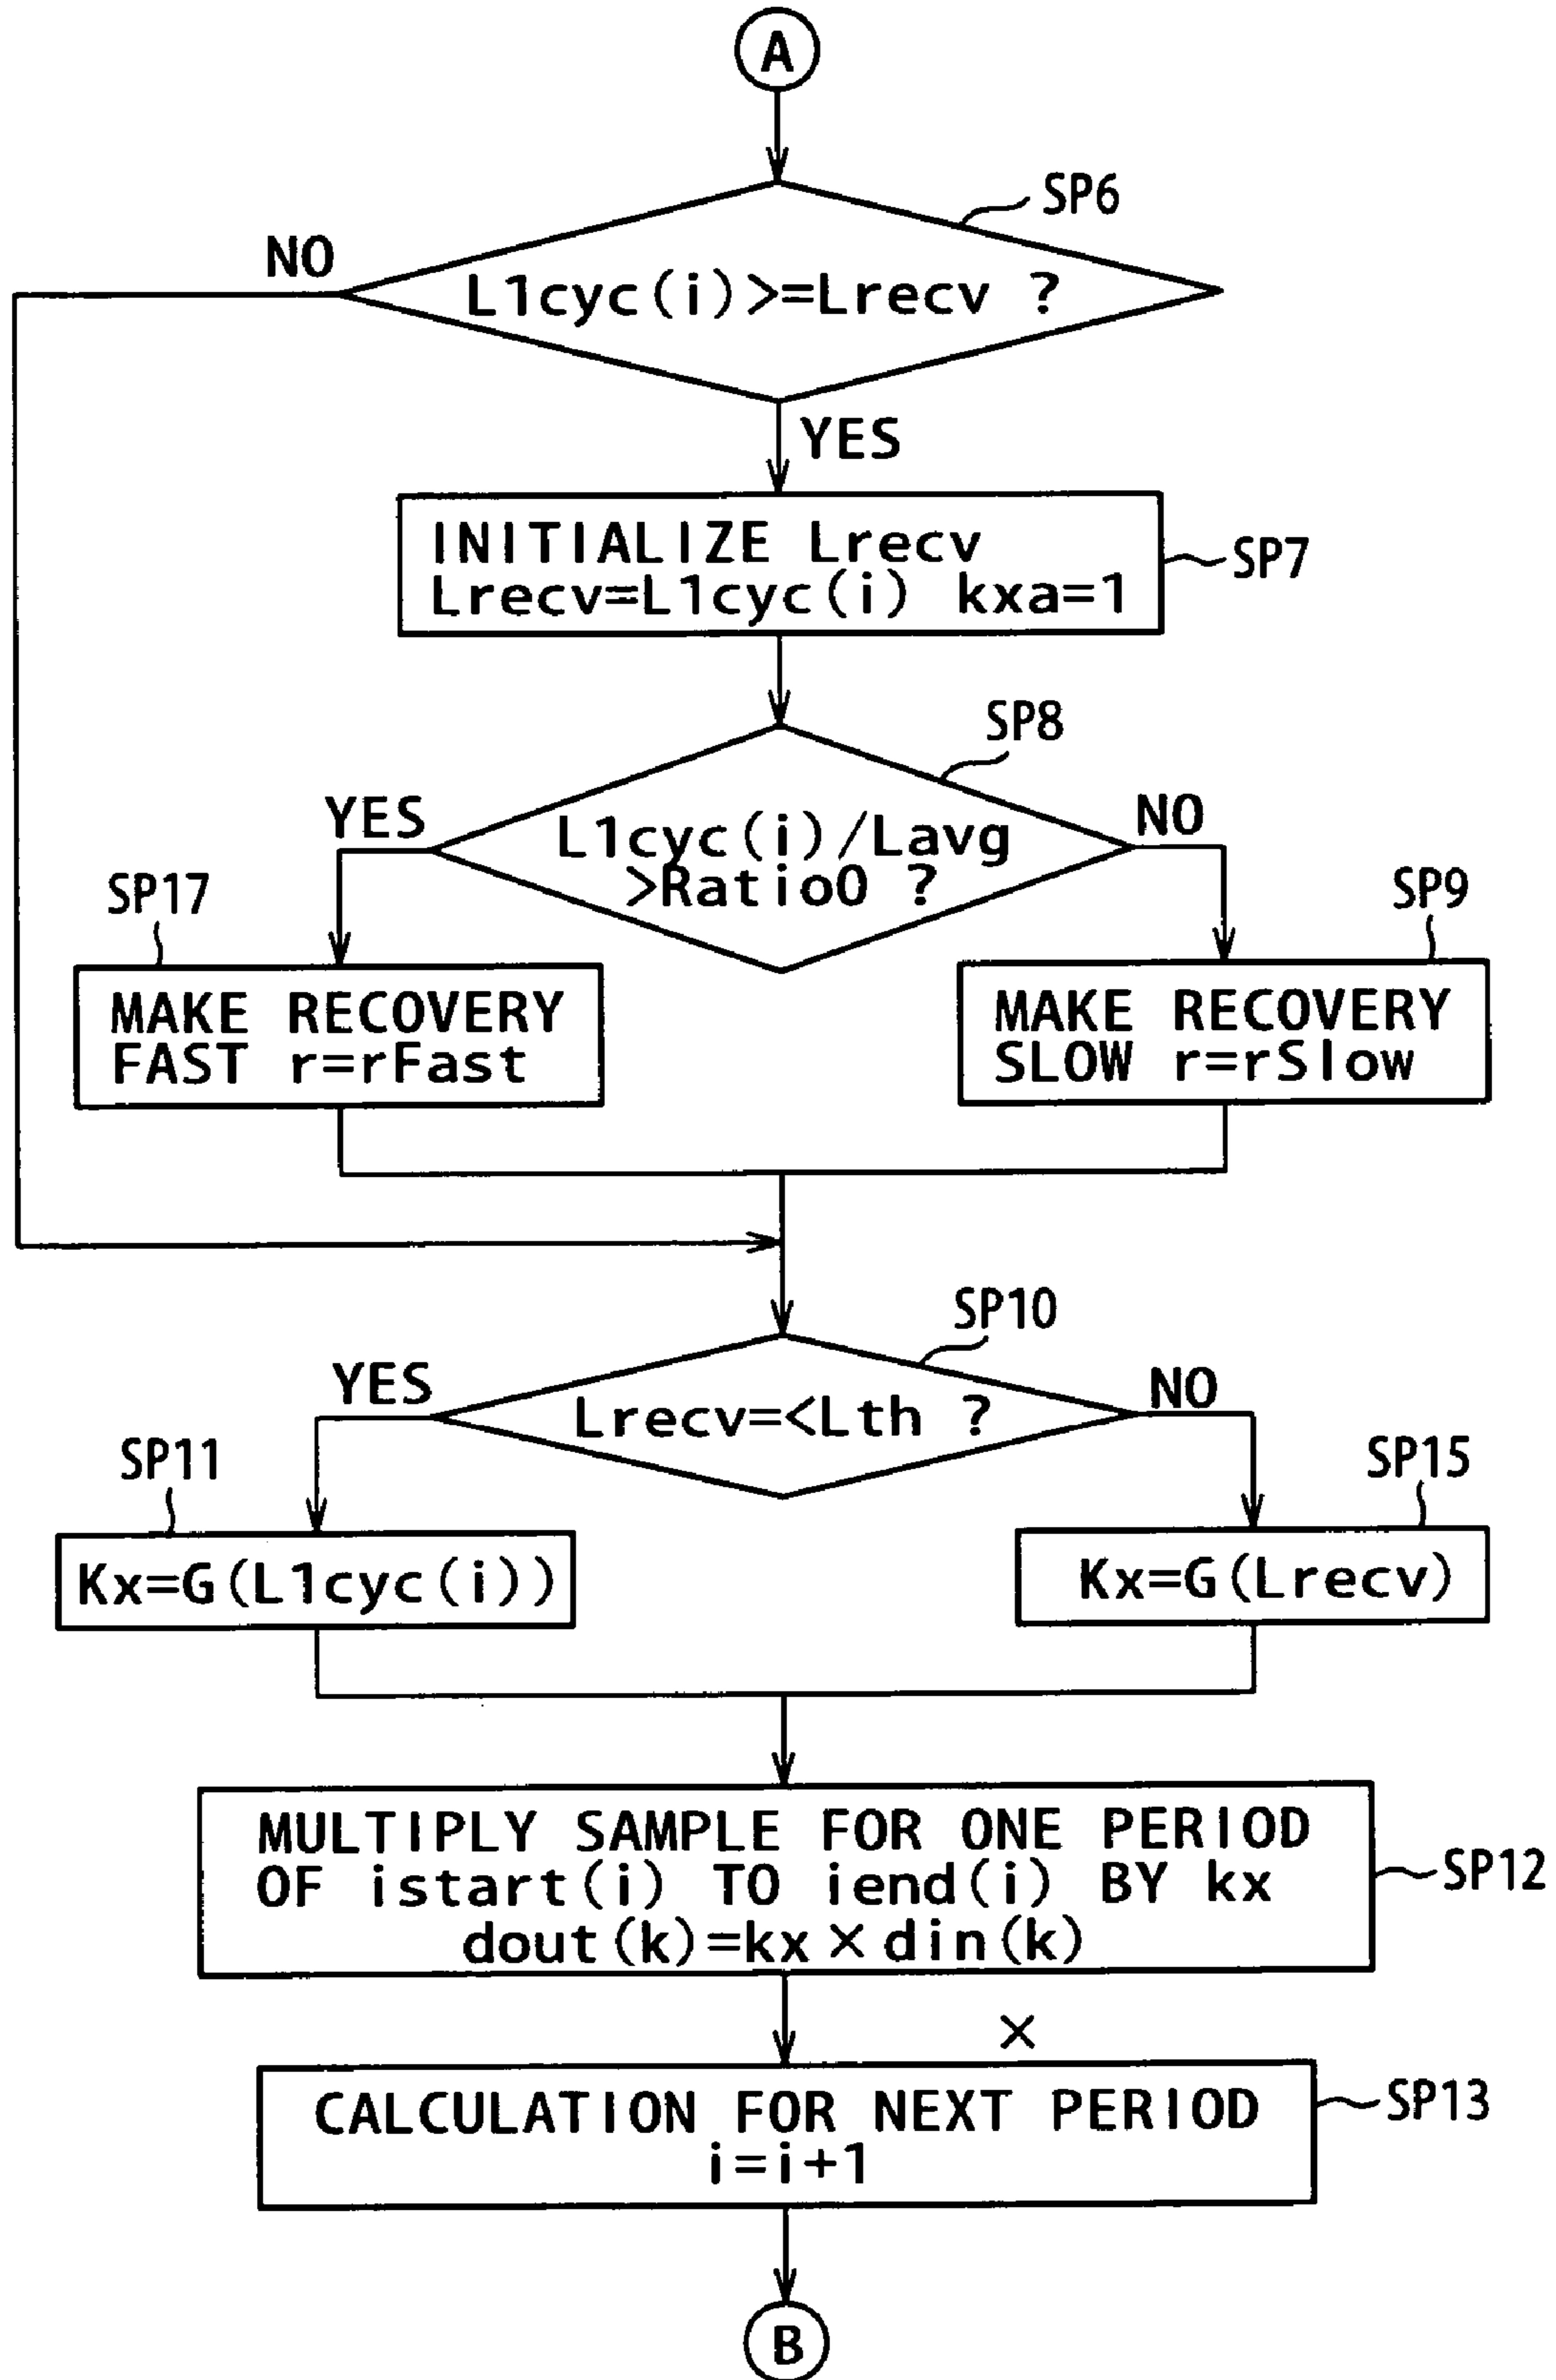 A
SP6
NO
L1cyc(i)>=Lrecv ?
YES
INITIALIZE Lrecv
Lrecv=L1cyc(i) kxa=1
SP7
SP8
YES
NO
L1cyc(i)/Lavg
>Ratio0 ?
SP17
SP9
MAKE RECOVERY
FAST r=rFast
MAKE RECOVERY
SLOW r=rSlow
SP10
YES
NO
Lrecv=<Lth ?
SP11
SP15
Kx=G(L1cyc(i))
Kx=G(Lrecv)
MULTIPLY SAMPLE FOR ONE PERIOD
OF istart(i) TO iend(i) BY kx
dout(k)=kx×din(k)
SP12
×
CALCULATION FOR NEXT PERIOD
i=i+1
SP13
B